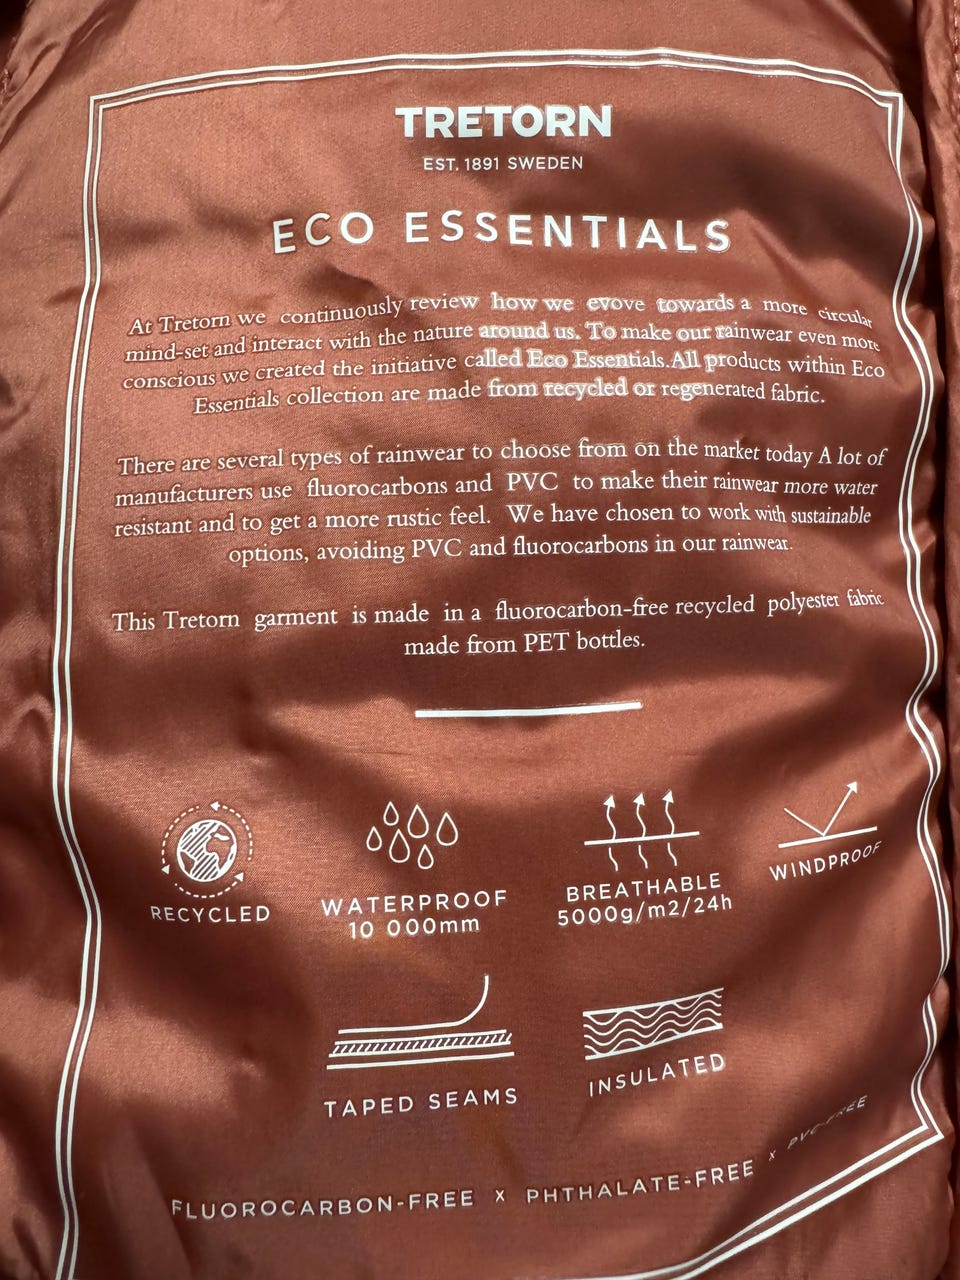 TRETORN
EST. 1891 SWEDEN
ECO ESSENTIALS
At Tretorn we continuously review how we evove towards a more circular
mind-set and interact with the nature around us. To make our rainwear even more
conscious we created the initiative called Eco Essentials.All products within Eco
Essentials collection are made from recycled or regenerated fabric.
There are several types of rainwear to choose from on the market today A lot of
manufacturers use fluorocarbons and PVC to make their rainwear more water
resistant and to get a more rustic feel. We have chosen to work with sustainable
options, avoiding PVC and fluorocarbons in our rainwear.
This Tretorn garment is made in a fluorocarbon-free recycled polyester fabric
made from PET bottles.
RECYCLED
WATERPROOF
10 000mm
BREATHABLE
5000g/m2/24h
WINDPROOF
TAPED SEAMS
INSULATED
FLUOROCARBON-FREE x PHTHALATE-FREE x PVC-FREE